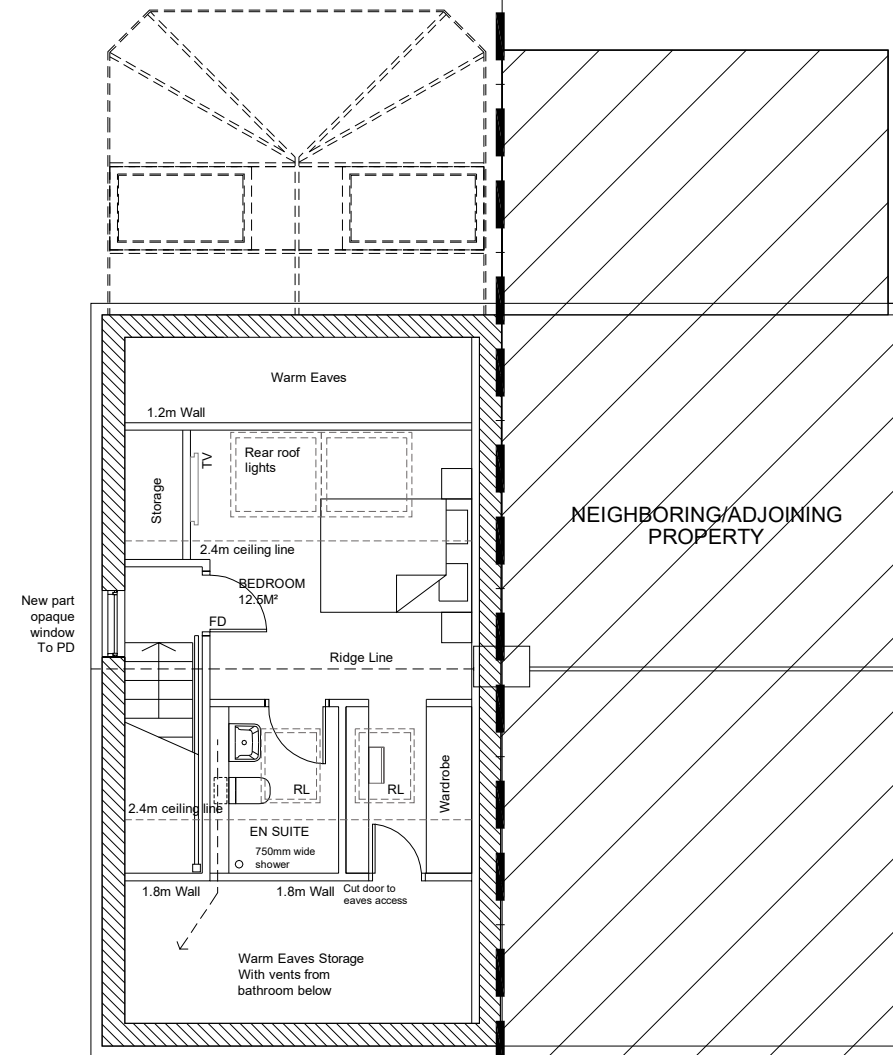 Warm Eaves
1.2m Wall
Rear roof
lights
TV
Storage
NEIGHBORING/ADJOINING
PROPERTY
2.4m ceiling line
BEDROOM
12.5M²
New part
opaque
window
To PD
FD
Ridge Line
RL
RL
Wardrobe
2.4m ceiling line
EN SUITE
750mm wide
shower
1.8m Wall
1.8m Wall
Cut door to
eaves access
Warm Eaves Storage
With vents from
bathroom below